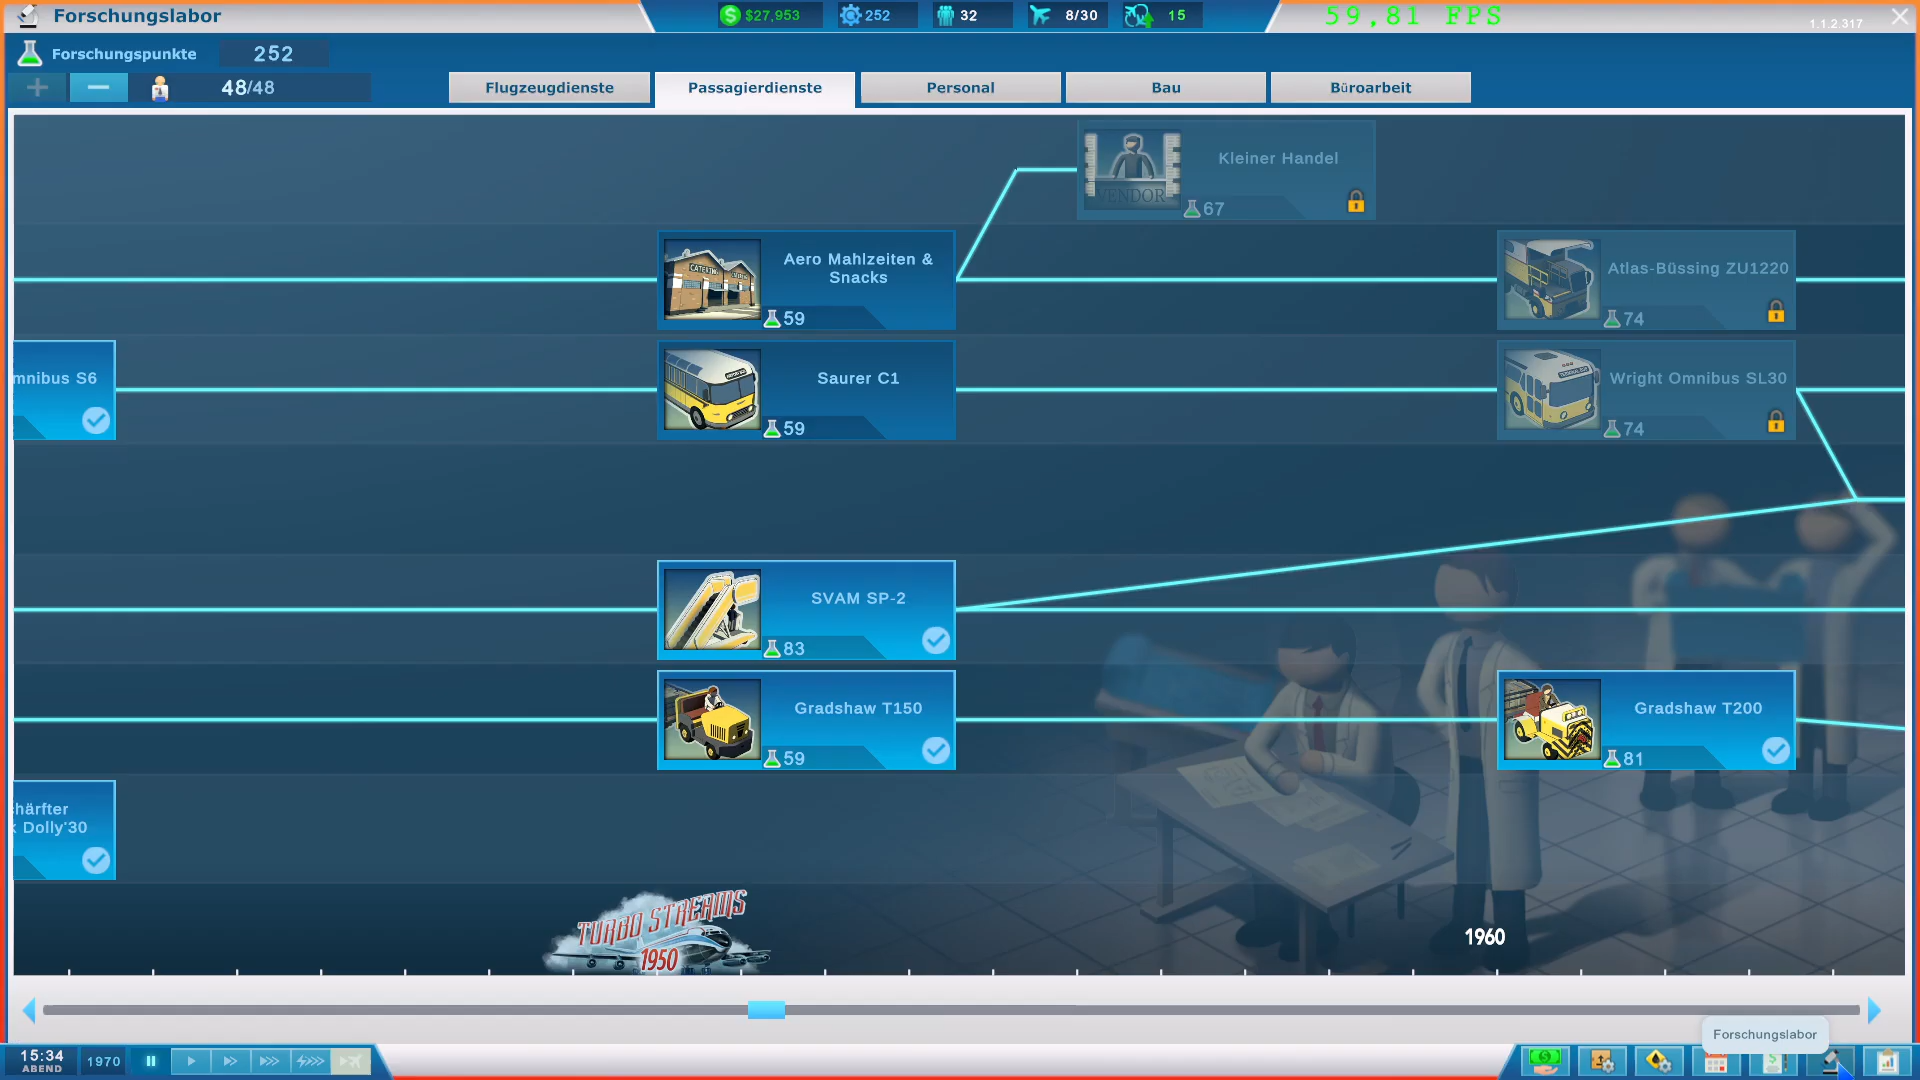 Forschungslabor
$27,953
252
32
8/30
15
59,81 FPS
1.1.2.317
Forschungspunkte
252
48/48
Flugzeugdienste
Passagierdienste
Personal
Bau
Büroarbeit
VENDOR
Kleiner Handel
67
CATERING
Aero Mahlzeiten &
Snacks
59
Atlas-Büssing ZU1220
74
mnibus S6
Saurer C1
59
Wright Omnibus SL30
74
SVAM SP-2
83
Gradshaw T150
59
Gradshaw T200
81
härfter
k Dolly'30
TURBO STREAMS
1950
1960
Forschungslabor
15:34
ABEND
1970